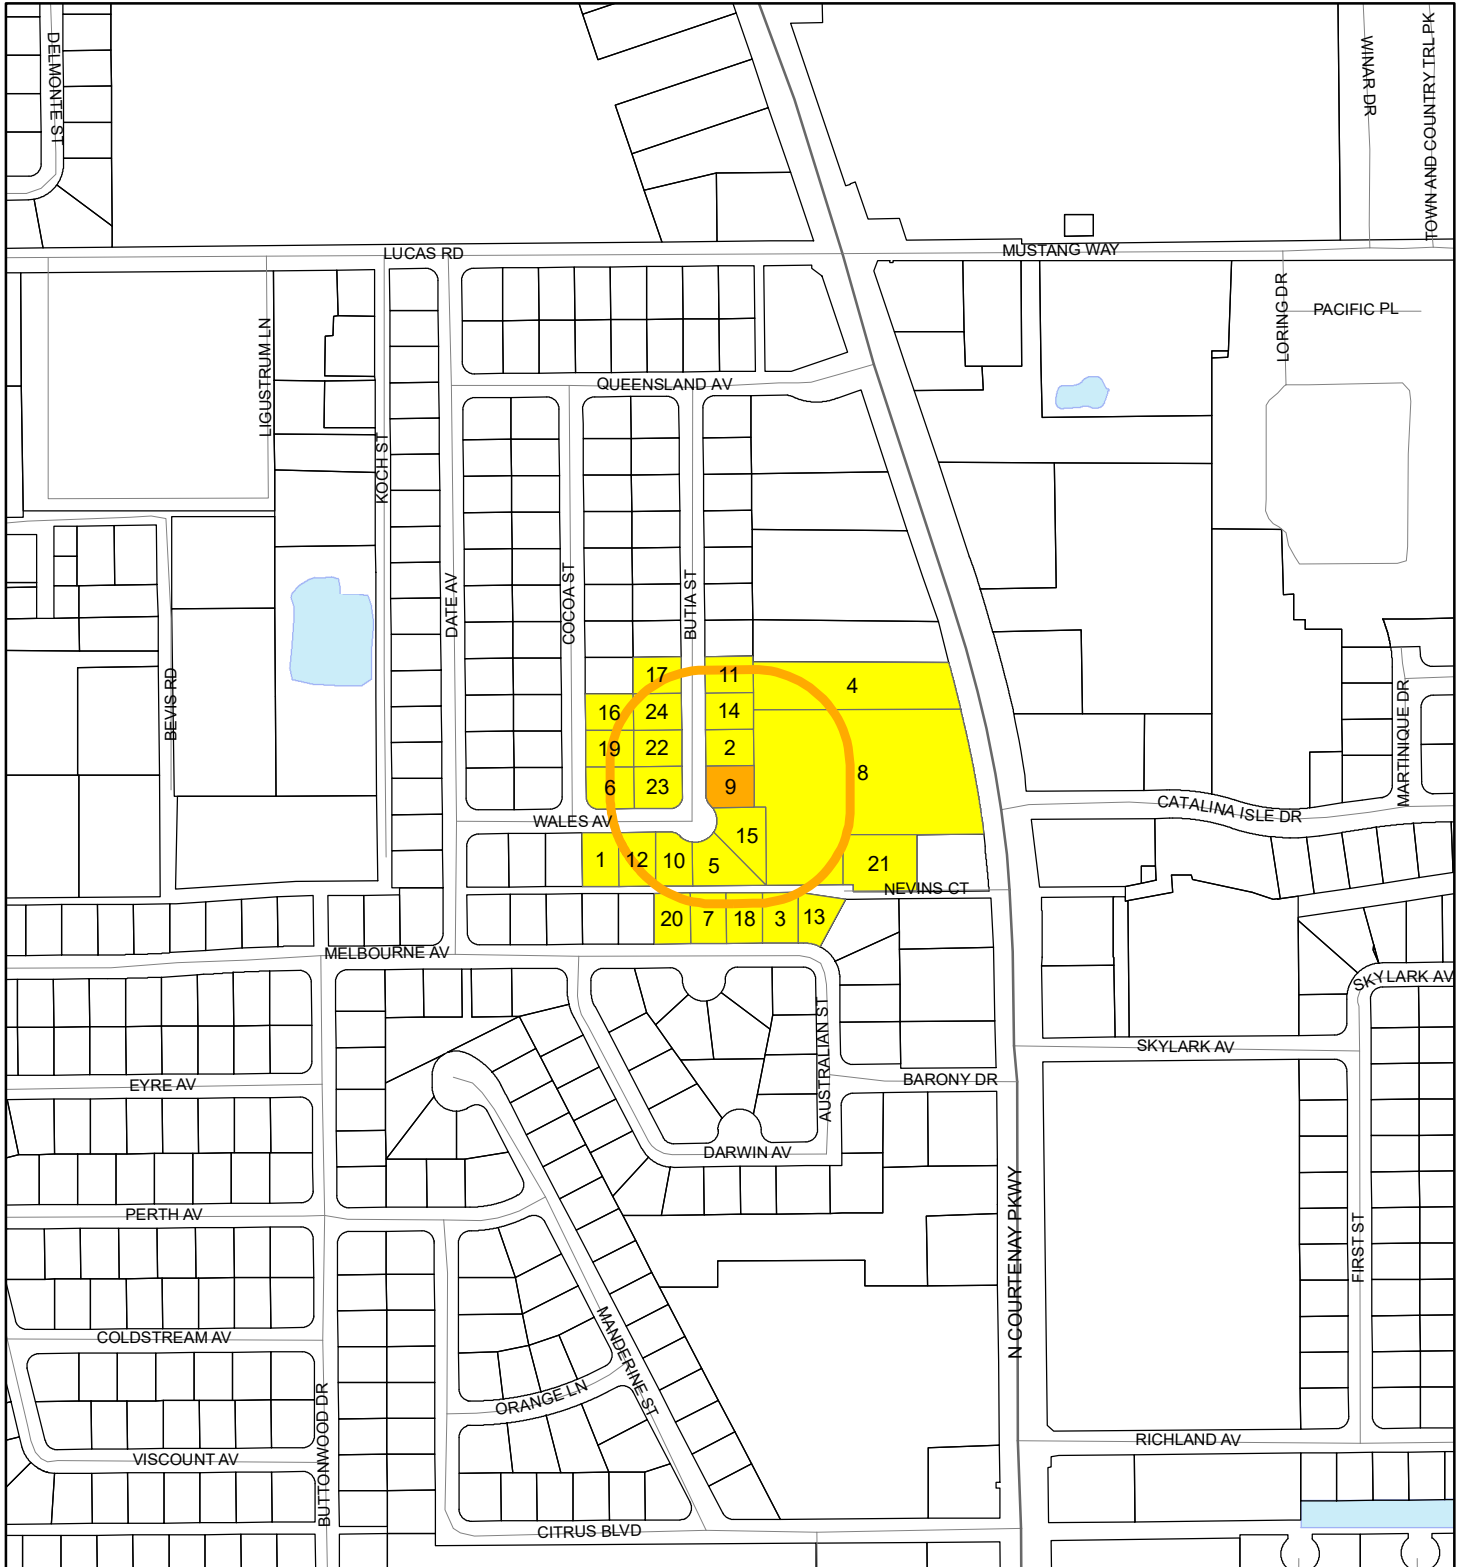 DELMONTE ST
WINAR DR
TOWN AND COUNTRY TRL PK
LUCAS RD
MUSTANG WAY
LIGUSTRUM LN
LORING DR
PACIFIC PL
QUEENSLAND AV
KOCH ST
DATE AV
COCOA ST
BUTIA ST
BEVIS RD
MARTINIQUE DR
17
11
4
16
24
14
19
22
2
8
6
23
9
CATALINA ISLE DR
WALES AV
15
1
12
10
5
21
NEVINS CT
20
7
18
3
13
MELBOURNE AV
SKYLARK AV
AUSTRALIAN ST
SKYLARK AV
EYRE AV
BARONY DR
DARWIN AV
PERTH AV
N COURTENAY PKWY
FIRST ST
COLDSTREAM AV
MANDERINE ST
ORANGE LN
BUTTONWOOD DR
VISCOUNT AV
RICHLAND AV
CITRUS BLVD